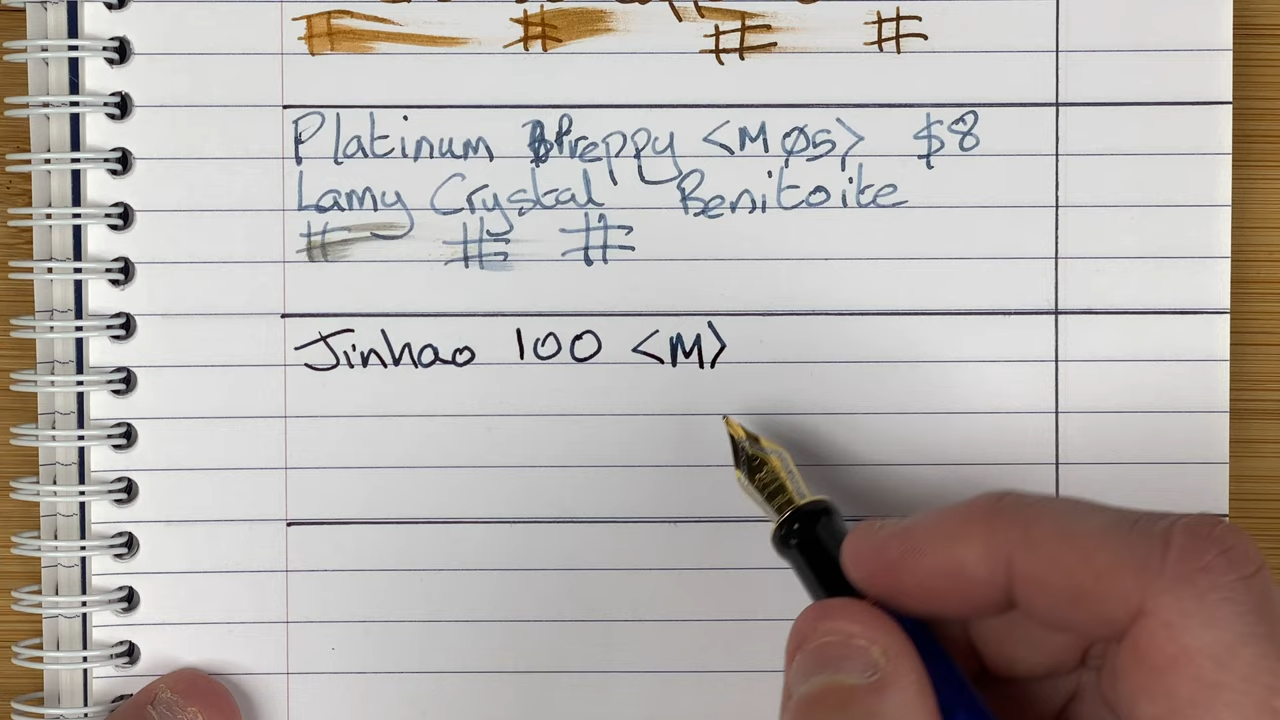 # # # #
Platinum Preppy <M 05> $8
Lamy Crystal Benitoite
# # #
Jinhao 100 <M>